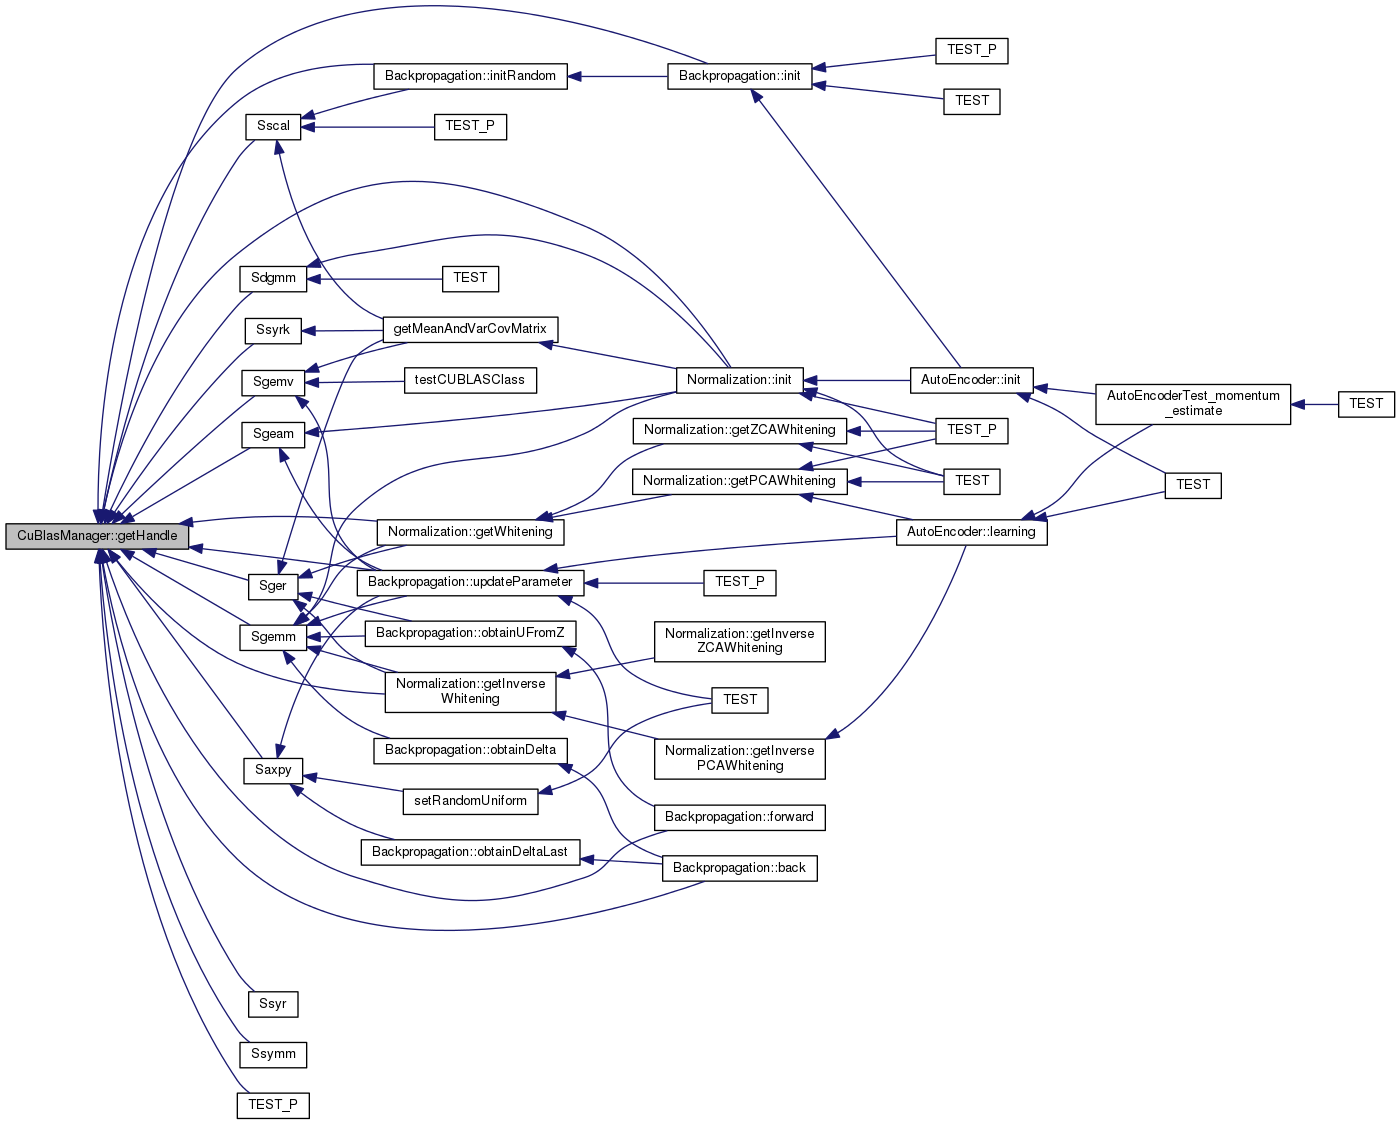 CuBlasManager::getHandle
Backpropagation::initRandom
Sscal
TEST_P
Sdgmm
TEST
Ssyrk
getMeanAndVarCovMatrix
Sgemv
testCUBLASClass
Sgeam
Normalization::getWhitening
Sger
Backpropagation::updateParameter
Sgemm
Backpropagation::obtainUFromZ
Normalization::getInverse
Whitening
Backpropagation::obtainDelta
Saxpy
setRandomUniform
Backpropagation::obtainDeltaLast
Ssyr
Ssymm
TEST_P
Backpropagation::init
TEST_P
TEST
Normalization::init
Normalization::getZCAWhitening
Normalization::getPCAWhitening
TEST_P
TEST
Normalization::getInverse
ZCAWhitening
TEST
Normalization::getInverse
PCAWhitening
Backpropagation::forward
Backpropagation::back
AutoEncoder::init
TEST_P
TEST
AutoEncoder::learning
AutoEncoderTest_momentum
_estimate
TEST
TEST